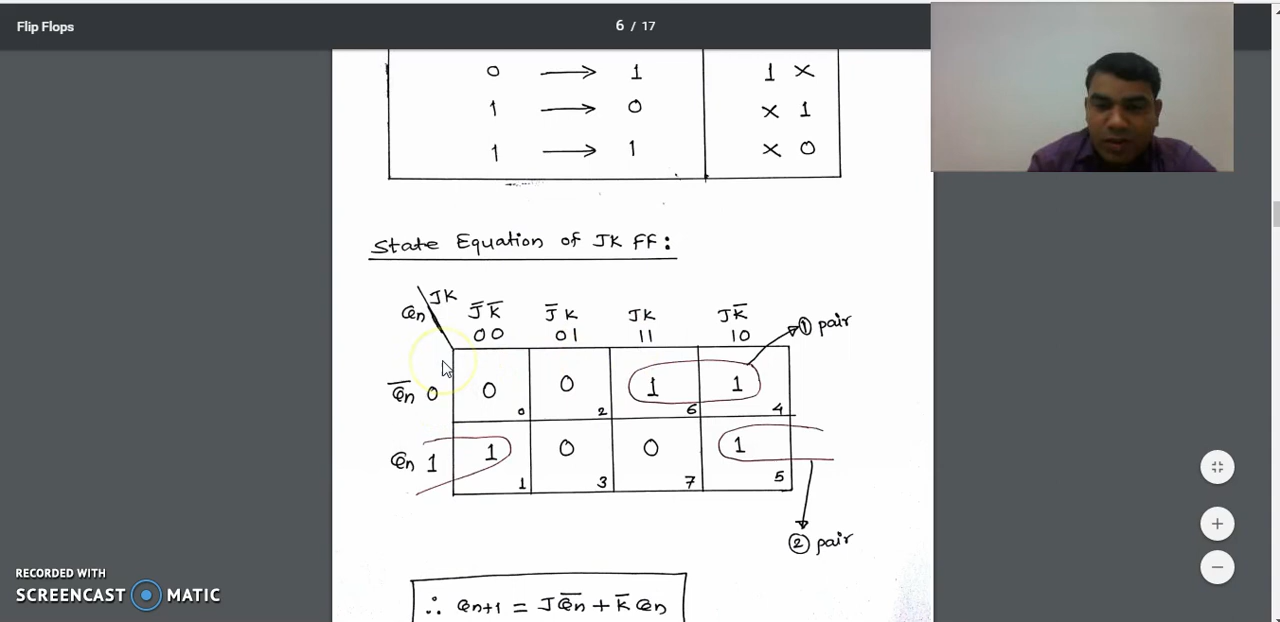 Flip Flops
6 / 17
0 → 1 1 ×
1 → 0 × 1
1 → 1 × 0
State Equation of JK FF:
JK
Qn
J̅ K̅ J̅ K JK JK̅
00 01 11 10
① pair
Q̅n 0 0 0 1 1
0 2 6 4
Qn 1 1 0 0 1
1 3 7 5
② pair
∴ Qn+1 = JQ̅n + K̅ Qn
RECORDED WITH
SCREENCAST MATIC